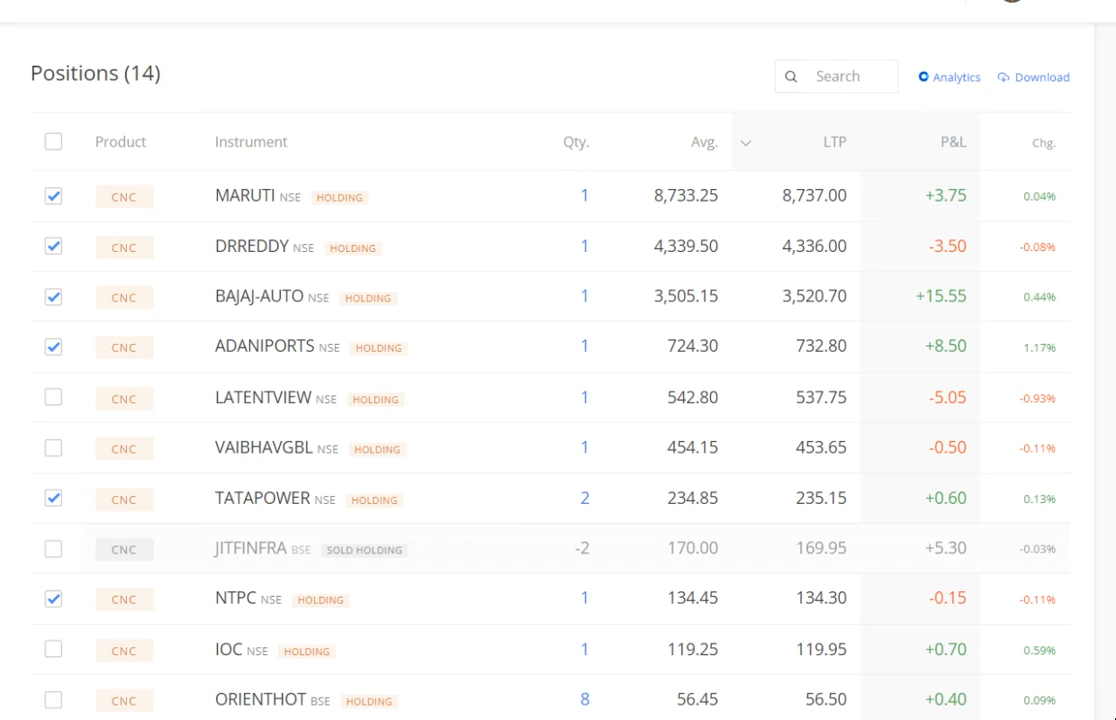 Positions (14)
Search Analytics Download
Product Instrument Qty. Avg. LTP P&L Chg.
CNC MARUTI NSE HOLDING 1 8,733.25 8,737.00 +3.75 0.04%
CNC DRREDDY NSE HOLDING 1 4,339.50 4,336.00 -3.50 -0.08%
CNC BAJAJ-AUTO NSE HOLDING 1 3,505.15 3,520.70 +15.55 0.44%
CNC ADANIPORTS NSE HOLDING 1 724.30 732.80 +8.50 1.17%
CNC LATENTVIEW NSE HOLDING 1 542.80 537.75 -5.05 -0.93%
CNC VAIBHAVGBL NSE HOLDING 1 454.15 453.65 -0.50 -0.11%
CNC TATAPOWER NSE HOLDING 2 234.85 235.15 +0.60 0.13%
CNC JITFINFRA BSE SOLD HOLDING -2 170.00 169.95 +5.30 -0.03%
CNC NTPC NSE HOLDING 1 134.45 134.30 -0.15 -0.11%
CNC IOC NSE HOLDING 1 119.25 119.95 +0.70 0.59%
CNC ORIENTHOT BSE HOLDING 8 56.45 56.50 +0.40 0.09%